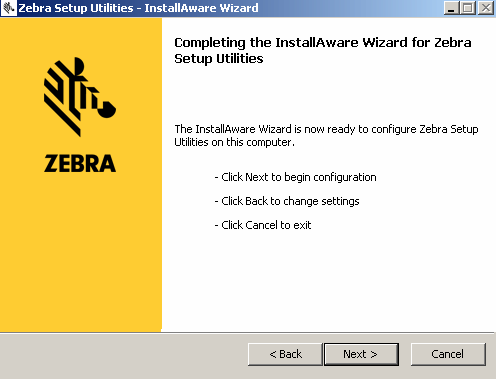 Zebra Setup Utilities - InstallAware Wizard
Completing the InstallAware Wizard for Zebra
Setup Utilities
ZEBRA
The InstallAware Wizard is now ready to configure Zebra Setup
Utilities on this computer.
- Click Next to begin configuration
- Click Back to change settings
- Click Cancel to exit
< Back
Next >
Cancel